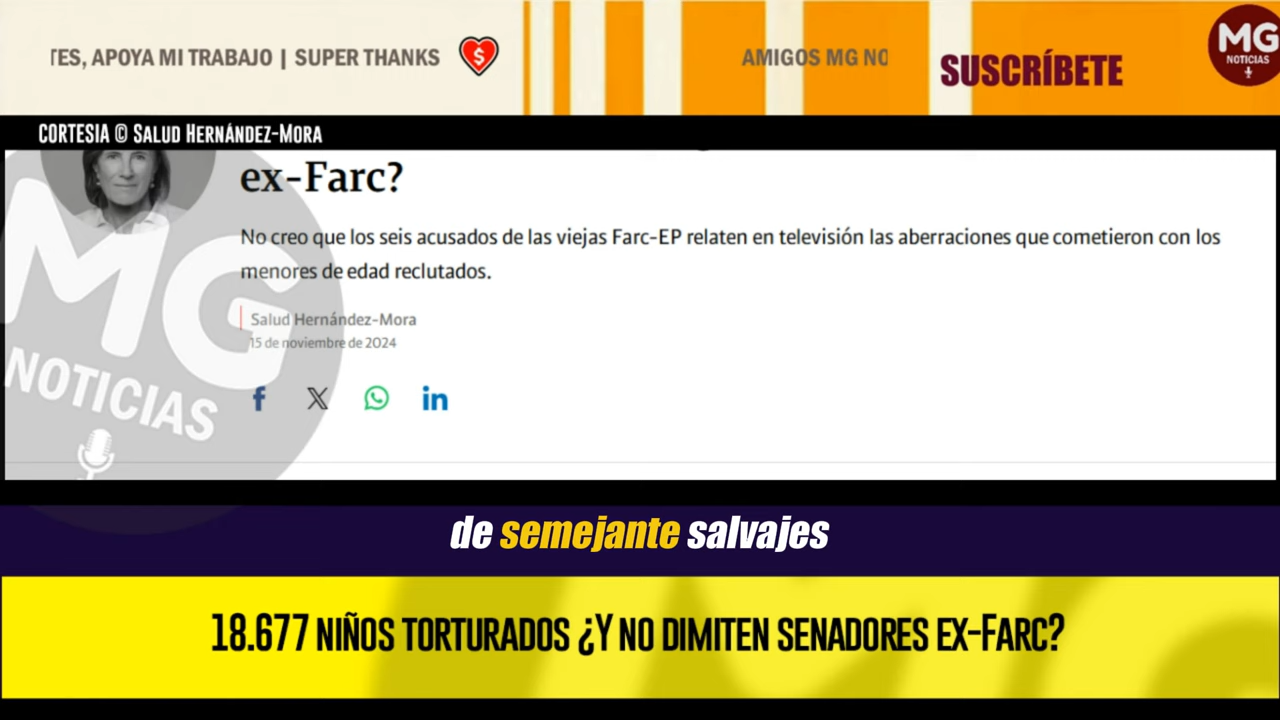 TES, APOYA MI TRABAJO | SUPER THANKS
AMIGOS MG NO
SUSCRÍBETE
MG
NOTICIAS
CORTESIA © SALUD HERNÁNDEZ-MORA
ex-Farc?
No creo que los seis acusados de las viejas Farc-EP relaten en televisión las aberraciones que cometieron con los
menores de edad reclutados.
Salud Hernández-Mora
15 de noviembre de 2024
MG
NOTICIAS
de semejante salvajes
18.677 NIÑOS TORTURADOS ¿Y NO DIMITEN SENADORES EX-FARC?